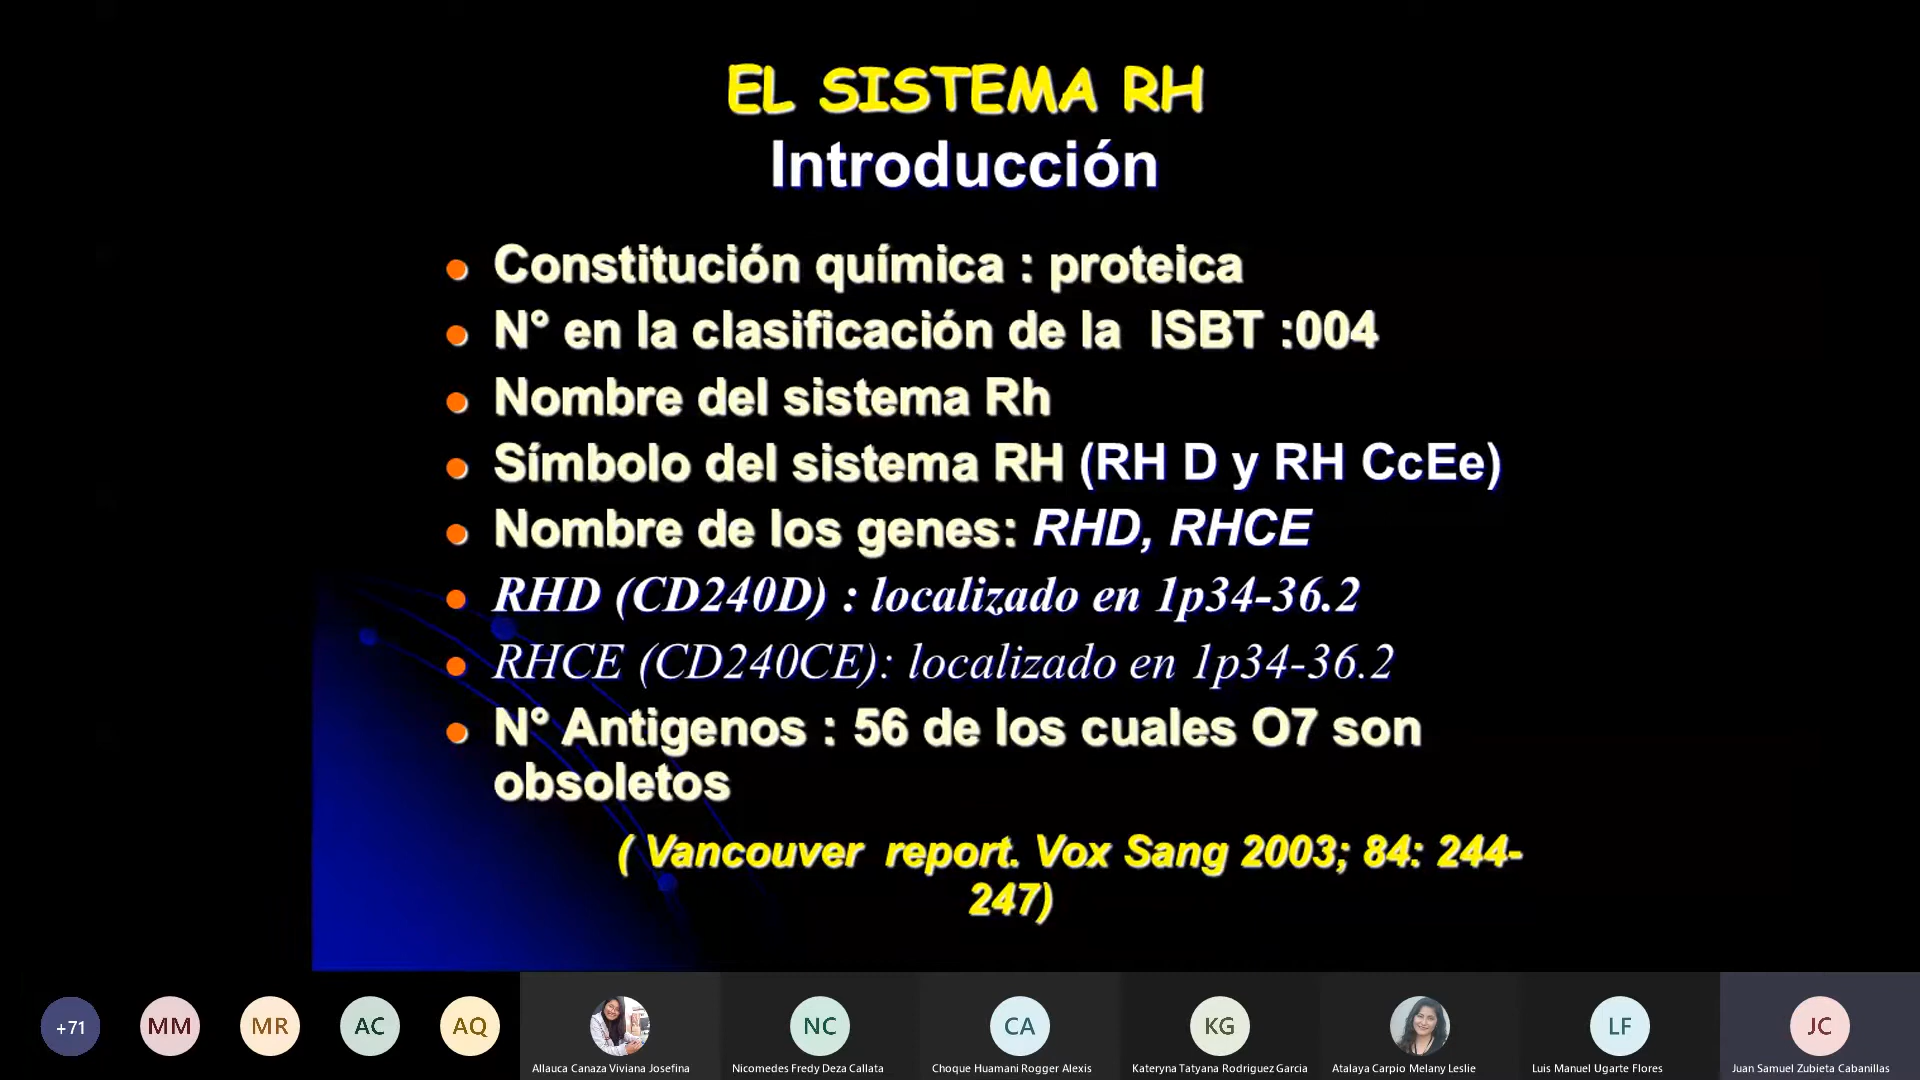 EL SISTEMA RH
Introducción
Constitución química : proteica
N° en la clasificación de la ISBT :004
Nombre del sistema Rh
Símbolo del sistema RH (RH D y RH CcEe)
Nombre de los genes: RHD, RHCE
RHD (CD240D) : localizado en 1p34-36.2
RHCE (CD240CE): localizado en 1p34-36.2
N° Antigenos : 56 de los cuales O7 son
obsoletos
( Vancouver report. Vox Sang 2003; 84: 244-
247)
+71
MM
MR
AC
AQ
NC
CA
KG
LF
JC
Allauca Canaza Viviana Josefina
Nicomedes Fredy Deza Callata
Choque Huamani Rogger Alexis
Kateryna Tatyana Rodriguez Garcia
Atalaya Carpio Melany Leslie
Luis Manuel Ugarte Flores
Juan Samuel Zubieta Cabanillas